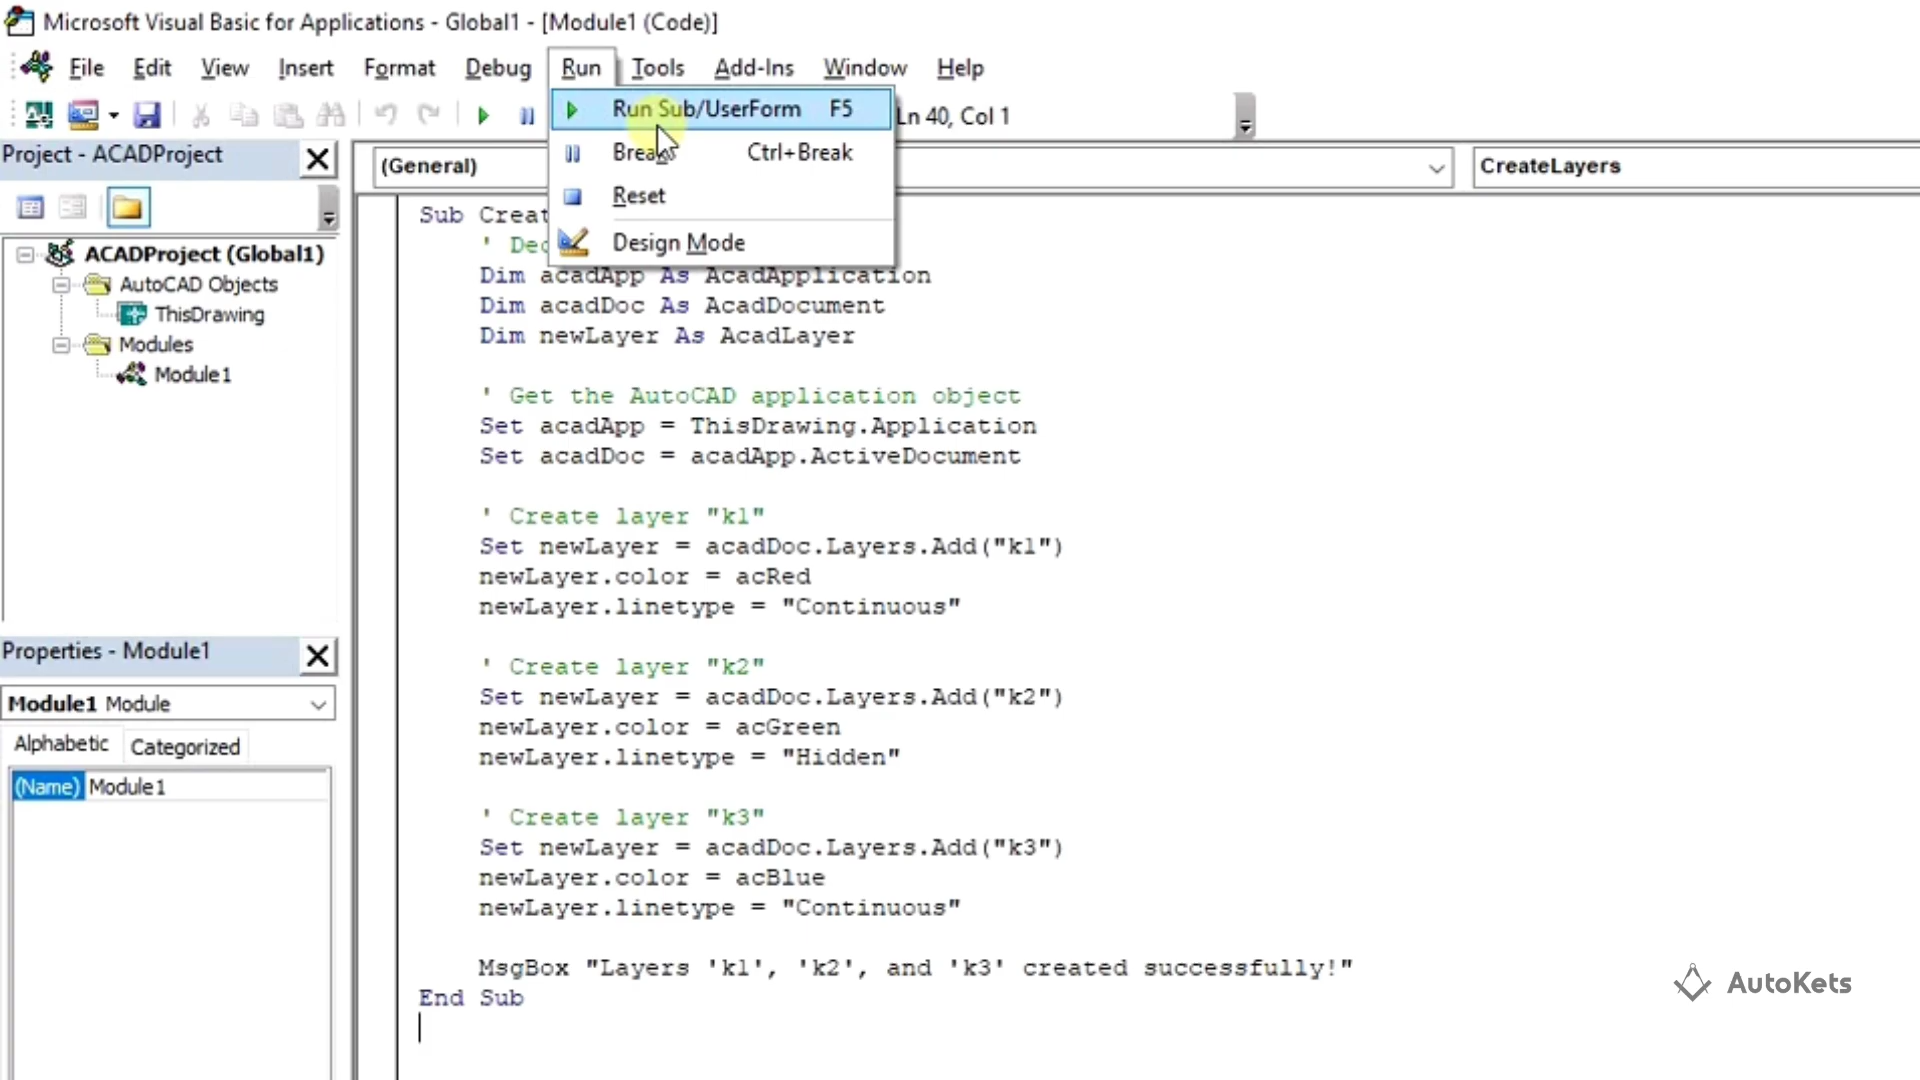 Microsoft Visual Basic for Applications - Global1 - [Module1 (Code)]
File Edit View Insert Format Debug Run Tools Add-Ins Window Help
Run Sub/UserForm F5
Ln 40, Col 1
Break Ctrl+Break
Reset
Design Mode
Project - ACADProject
(General)
CreateLayers
ACADProject (Global1)
AutoCAD Objects
ThisDrawing
Modules
Module1
Properties - Module1
Module1 Module
Alphabetic Categorized
(Name) Module1
Sub Creat
' Dec
Dim acadApp As AcadApplication
Dim acadDoc As AcadDocument
Dim newLayer As AcadLayer
' Get the AutoCAD application object
Set acadApp = ThisDrawing.Application
Set acadDoc = acadApp.ActiveDocument
' Create layer "k1"
Set newLayer = acadDoc.Layers.Add("k1")
newLayer.color = acRed
newLayer.linetype = "Continuous"
' Create layer "k2"
Set newLayer = acadDoc.Layers.Add("k2")
newLayer.color = acGreen
newLayer.linetype = "Hidden"
' Create layer "k3"
Set newLayer = acadDoc.Layers.Add("k3")
newLayer.color = acBlue
newLayer.linetype = "Continuous"
MsgBox "Layers 'k1', 'k2', and 'k3' created successfully!"
End Sub
AutoKets